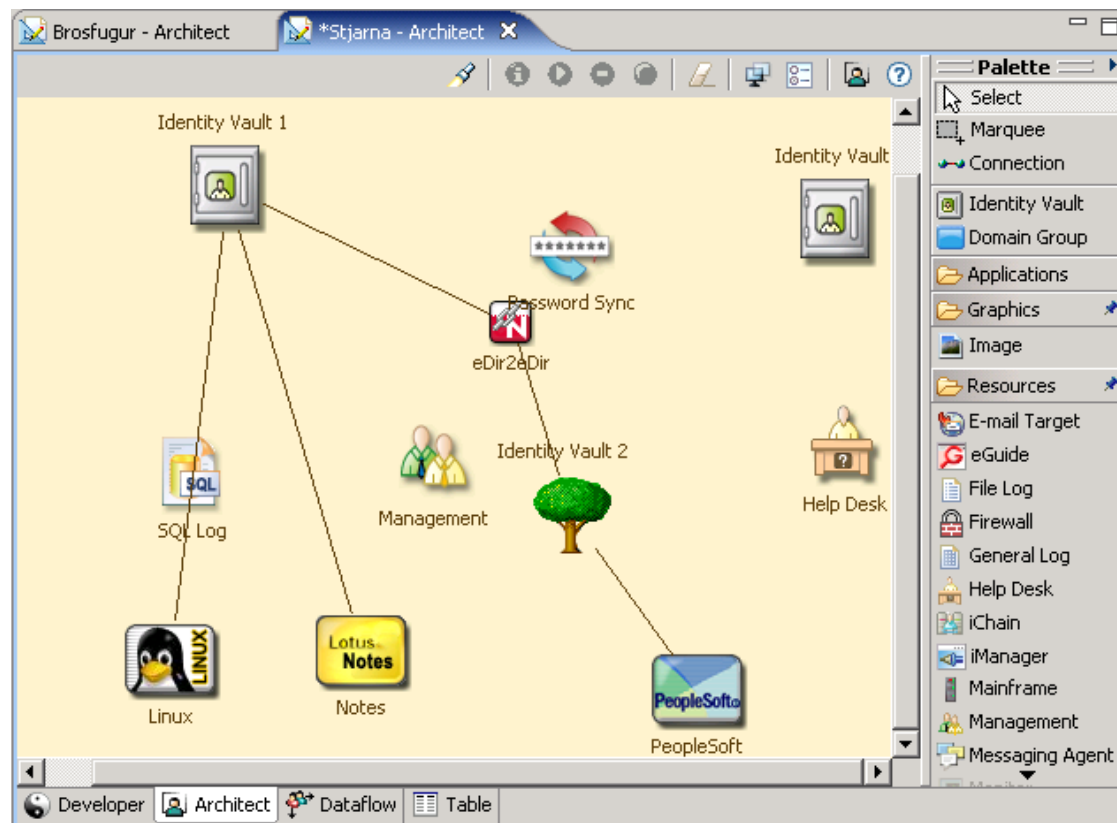 Brosfugur - Architect
*Stjarna - Architect
Identity Vault 1
Identity Vault
*******
Password Sync
N
eDir2eDir
SQL
SQL Log
Management
Identity Vault 2
?
Help Desk
LINUX
Linux
Lotus
Notes
Notes
PeopleSoft
PeopleSoft
Palette
Select
Marquee
Connection
Identity Vault
Domain Group
Applications
Graphics
Image
Resources
E-mail Target
eGuide
File Log
Firewall
General Log
Help Desk
iChain
iManager
Mainframe
Management
Messaging Agent
Developer
Architect
Dataflow
Table